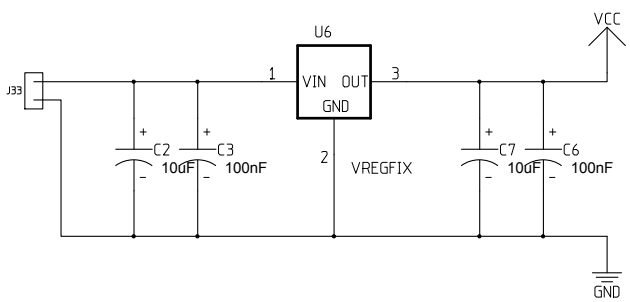 VCC
U6
1
VIN OUT
3
J33
GND
+
C2
10uF
-
+
C3
100nF
-
2
VREGFIX
+
C7
10uF
-
+
C6
100nF
-
GND